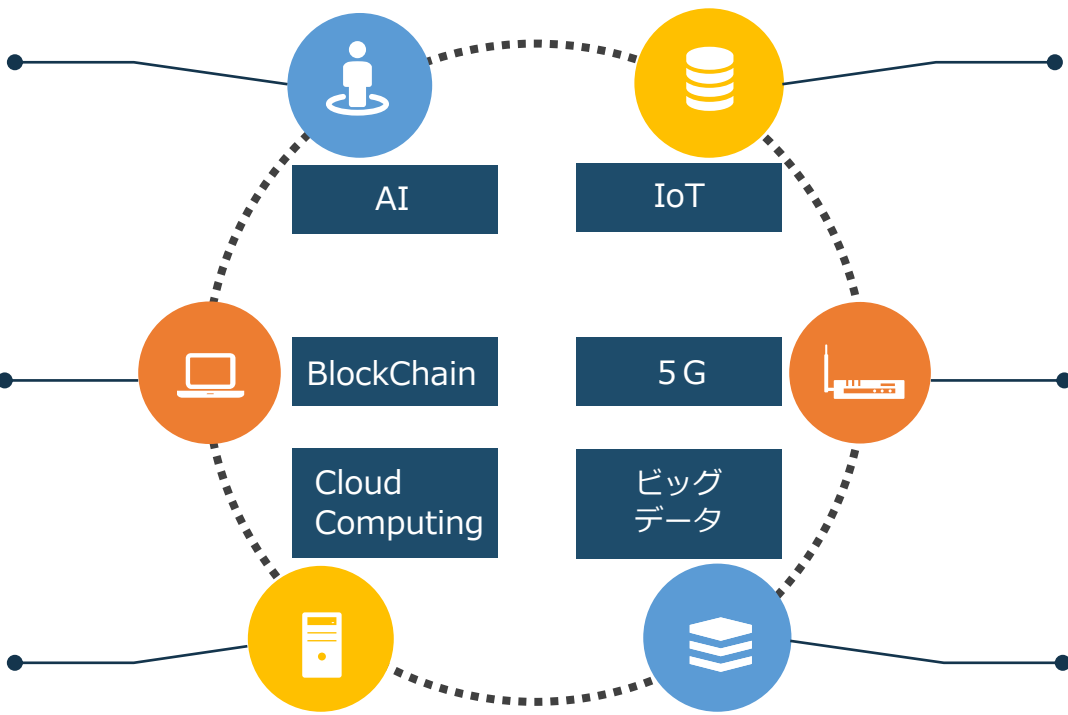 AI
IoT
BlockChain
５Ｇ
Cloud
Computing
ビッグ
データ